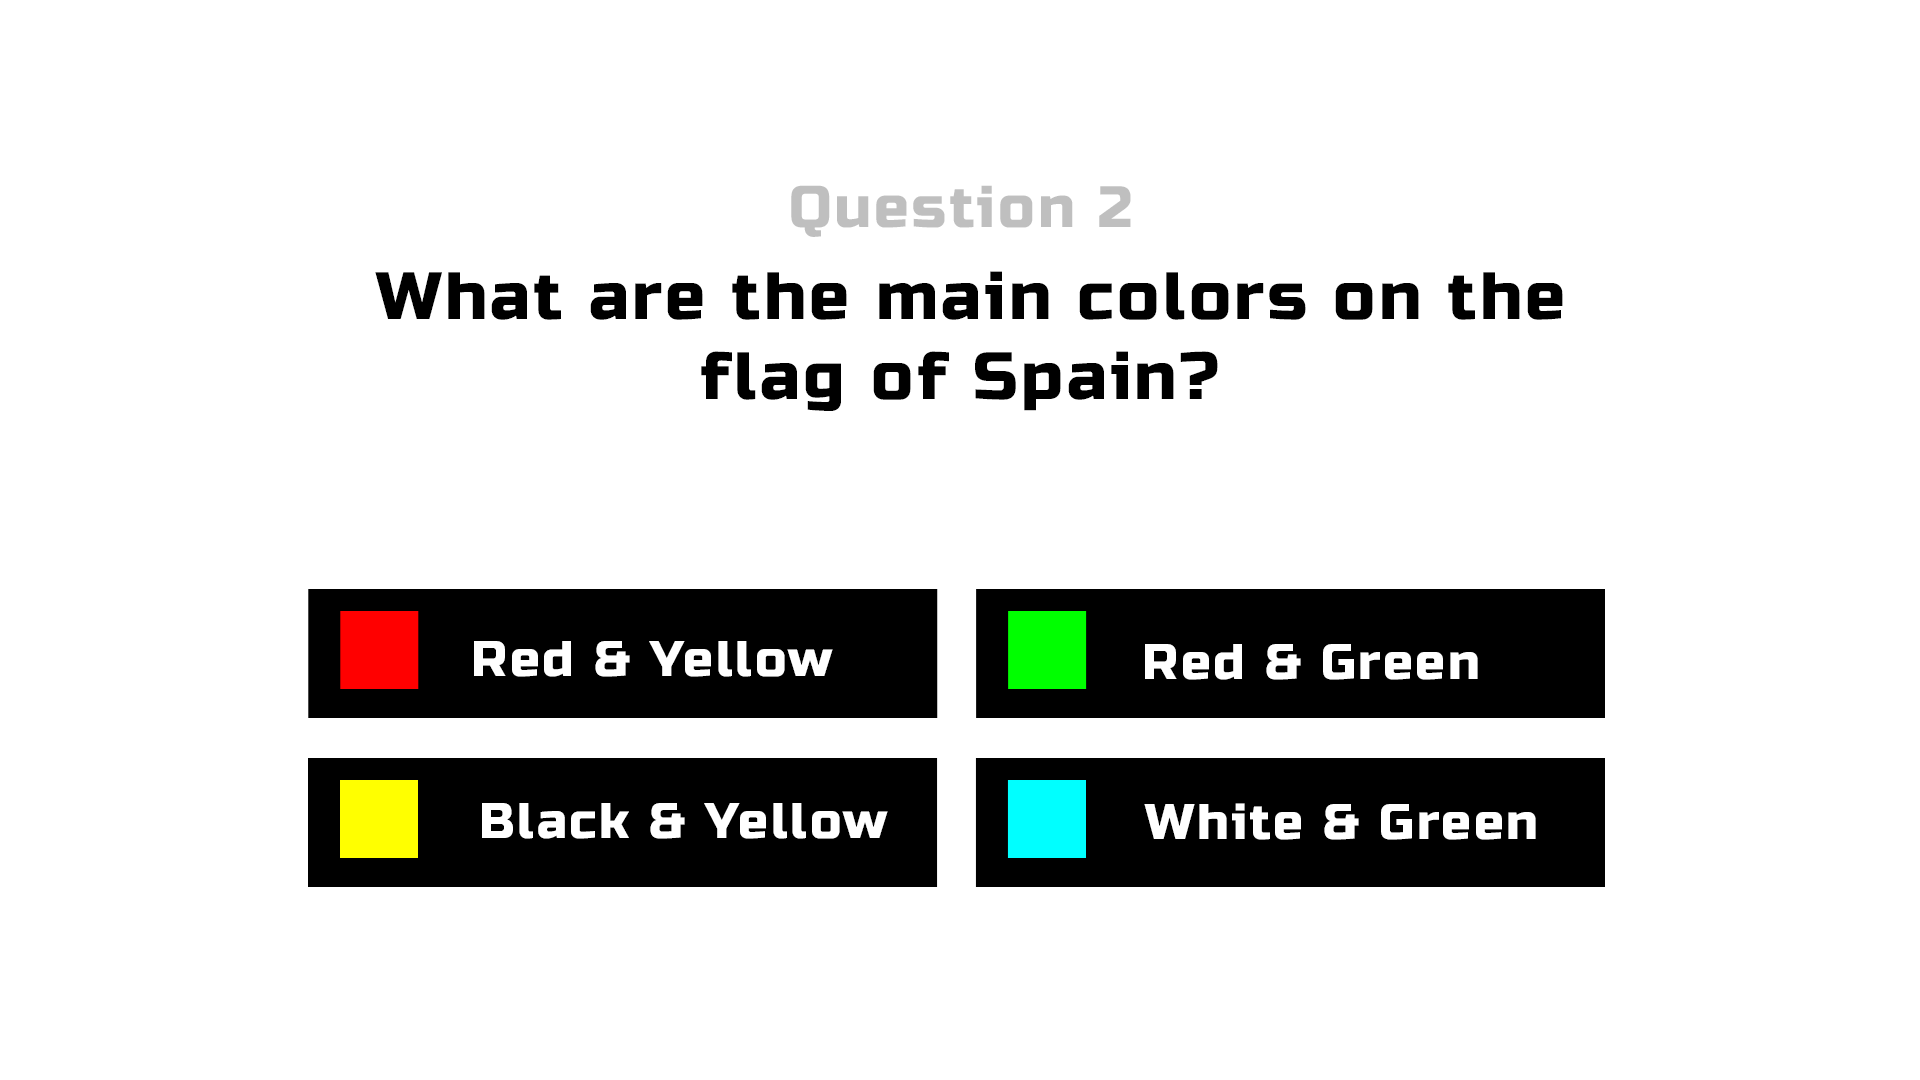 Question 2
What are the main colors on the
flag of Spain?
Red & Yellow
Red & Green
Black & Yellow
White & Green